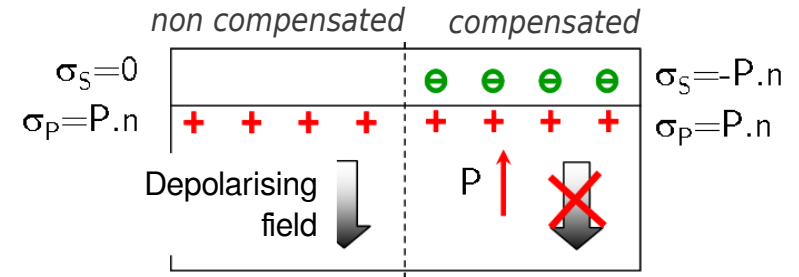 non compensated
compensated
σS=0
σS=-P.n
σP=P.n
σP=P.n
Depolarising
field
P